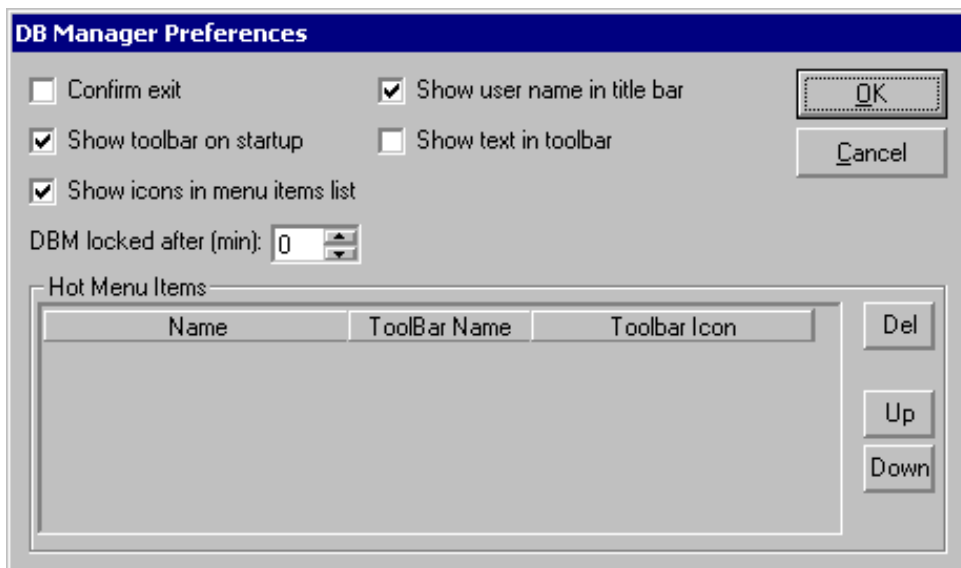 DB Manager Preferences
Confirm exit
Show user name in title bar
OK
Show toolbar on startup
Show text in toolbar
Cancel
Show icons in menu items list
DBM locked after (min): 0
Hot Menu Items
Name ToolBar Name Toolbar Icon
Del
Up
Down